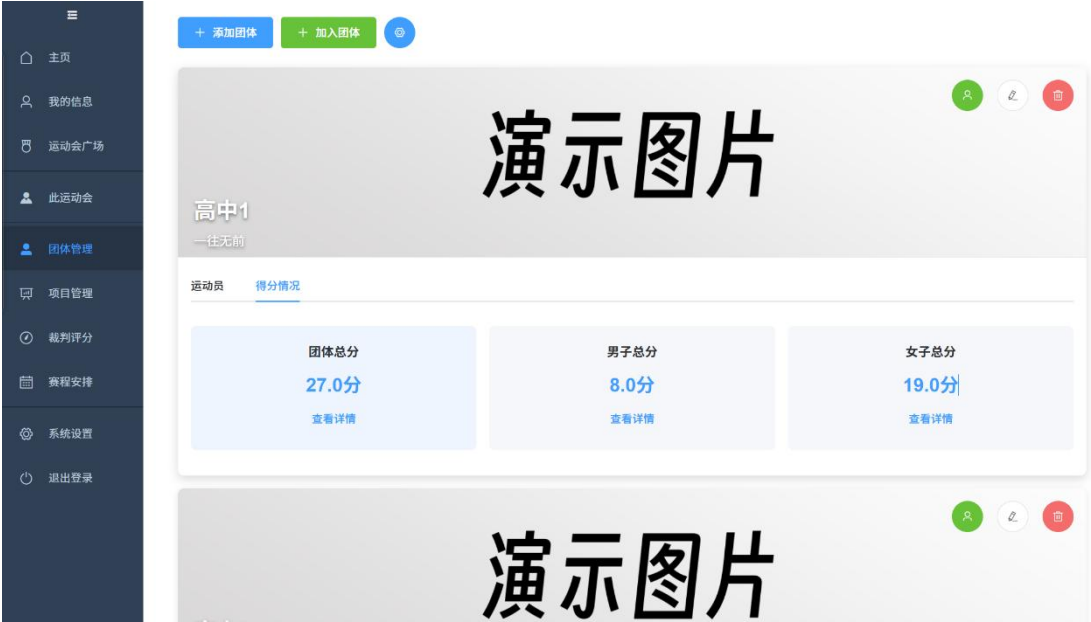 主页
我的信息
运动会广场
此运动会
团体管理
项目管理
裁判评分
赛程安排
系统设置
退出登录
+ 添加团体
+ 加入团体
演示图片
高中1
一往无前
运动员
得分情况
团体总分
27.0分
查看详情
男子总分
8.0分
查看详情
女子总分
19.0分
查看详情
演示图片